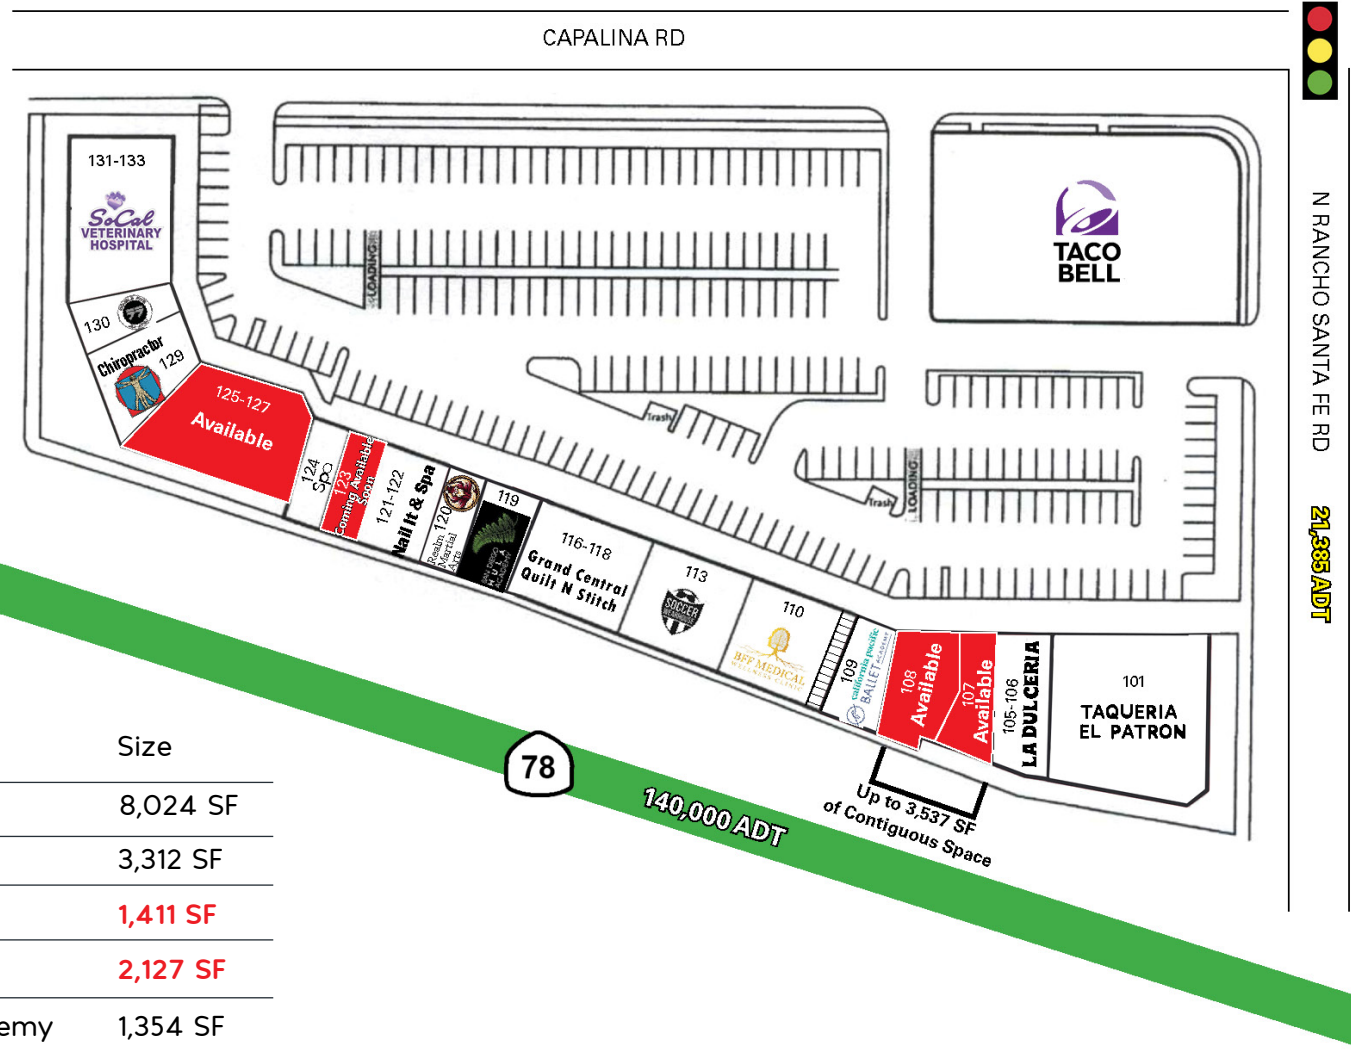 CAPALINA RD
N RANCHO SANTA FE RD
21,385 ADT
131-133
SoCal
VETERINARY
HOSPITAL
TACO
BELL
LOADING
130
Chiropractor
129
125-127
Available
Trash
124
Spa
123
Coming Available
Soon
121-122
Nail It & Spa
120
Realm
Martial
Arts
119
HULA
116-118
Grand Central
Quilt N Stitch
113
SOCCER
110
BFF MEDICAL
WELLNESS CLINIC
109
california pacific
BALLET ACADEMY
108
Available
107
Available
105-106
LA DULCERIA
101
TAQUERIA
EL PATRON
Trash
LOADING
78
140,000 ADT
Up to 3,537 SF
of Contiguous Space
Size
8,024 SF
3,312 SF
1,411 SF
2,127 SF
emy 1,354 SF